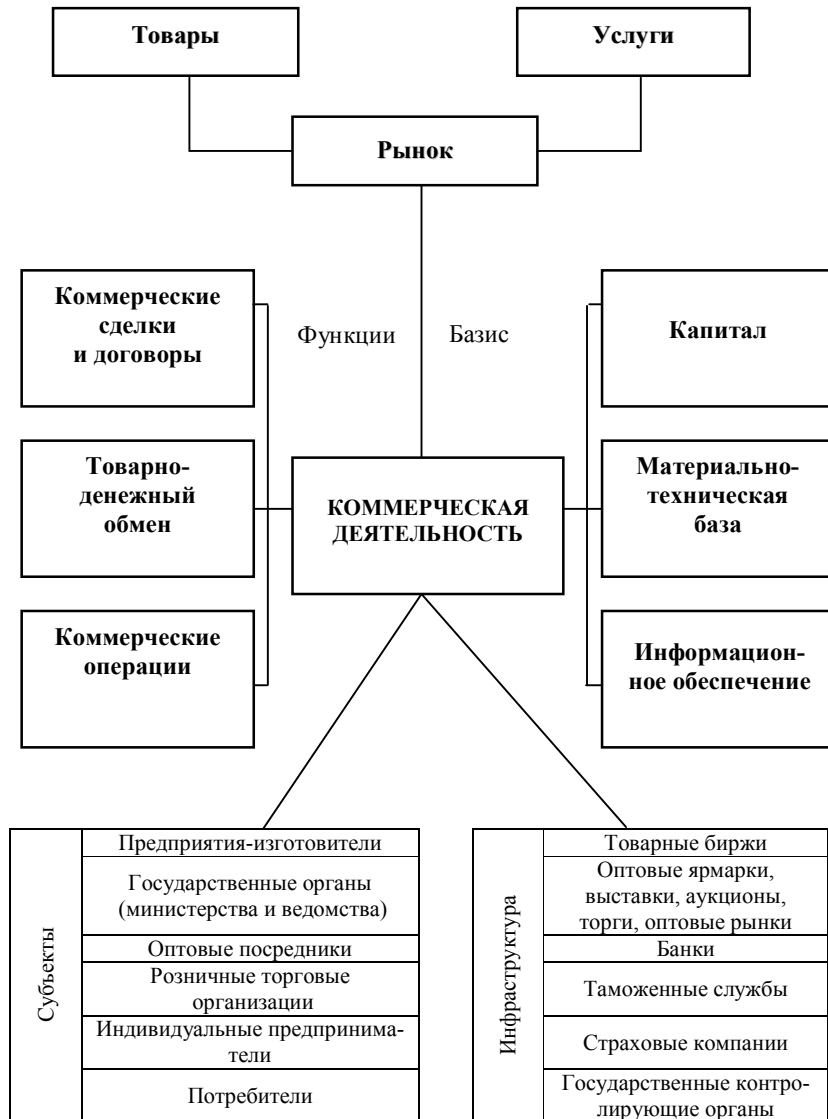 Товары
Услуги
Рынок
Коммерческие
сделки
и договоры
Функции
Базис
Капитал
Товарно-
денежный
обмен
КОММЕРЧЕСКАЯ
ДЕЯТЕЛЬНОСТЬ
Материально-
техническая
база
Коммерческие
операции
Информацион-
ное обеспечение
Субъекты
Предприятия-изготовители
Государственные органы
(министерства и ведомства)
Оптовые посредники
Розничные торговые
организации
Индивидуальные предпринима-
тели
Потребители
Инфраструктура
Товарные биржи
Оптовые ярмарки,
выставки, аукционы,
торги, оптовые рынки
Банки
Таможенные службы
Страховые компании
Государственные контро-
лирующие органы